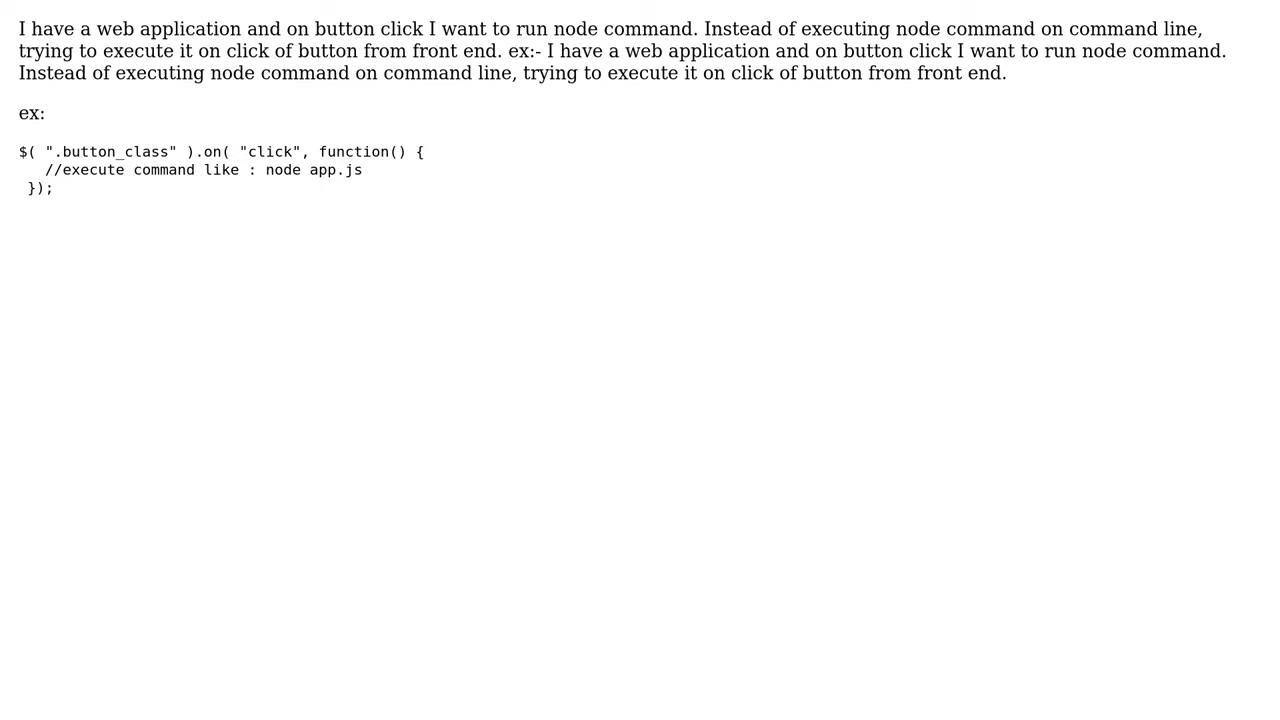 I have a web application and on button click I want to run node command. Instead of executing node command on command line,
trying to execute it on click of button from front end. ex:- I have a web application and on button click I want to run node command.
Instead of executing node command on command line, trying to execute it on click of button from front end.
ex:
$( ".button_class" ).on( "click", function() {
   //execute command like : node app.js
 });